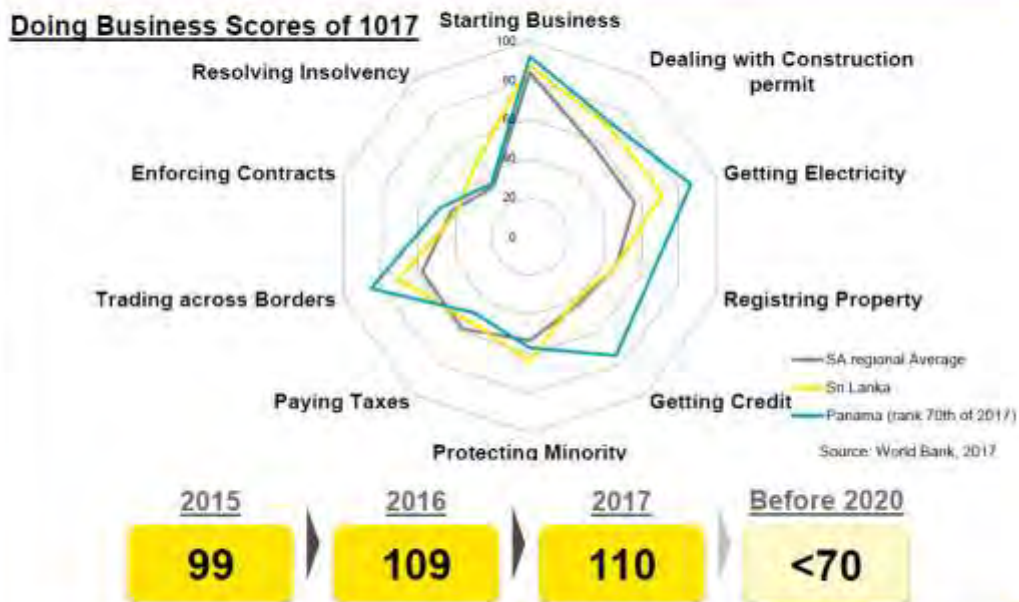 Doing Business Scores of 1017
Starting Business
100
80
60
40
20
0
Dealing with Construction
permit
Getting Electricity
Registring Property
Getting Credit
Protecting Minority
Paying Taxes
Trading across Borders
Enforcing Contracts
Resolving Insolvency
SA regional Average
Sri Lanka
Panama (rank 70th of 2017)
Source: World Bank, 2017
2015
2016
2017
Before 2020
99
109
110
<70